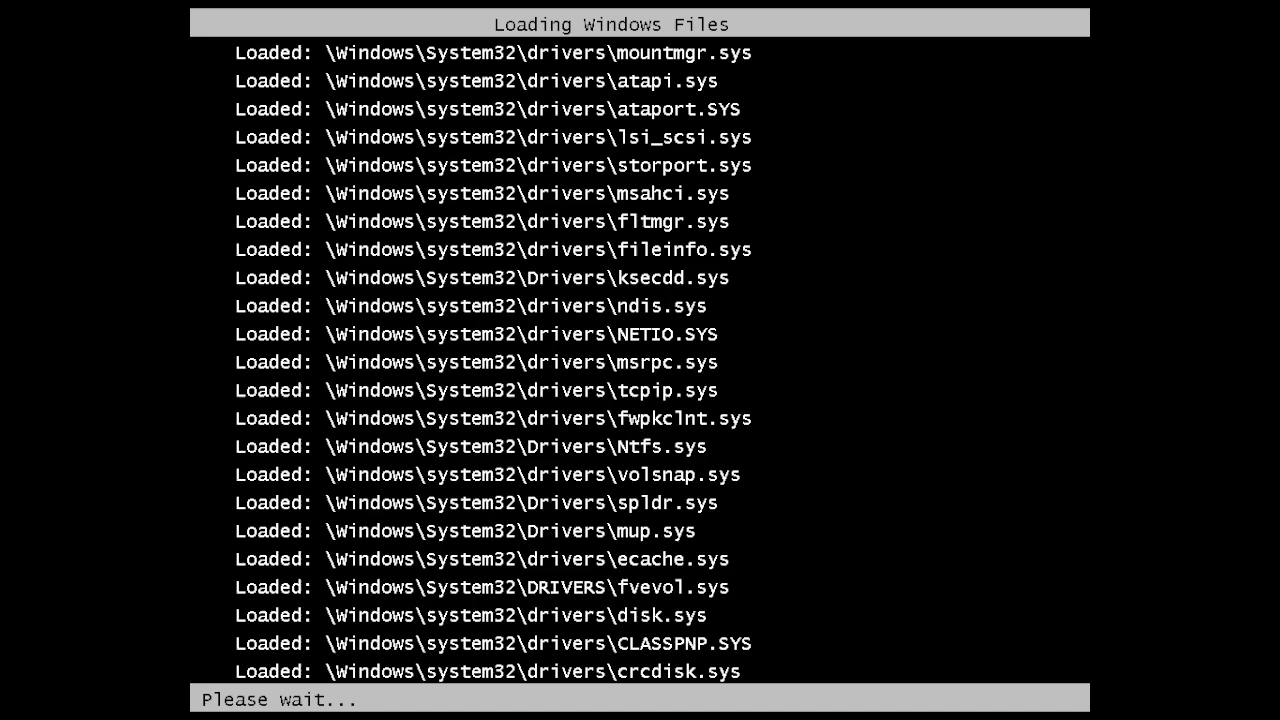 Loading Windows Files
Loaded: \Windows\System32\drivers\mountmgr.sys
Loaded: \Windows\system32\drivers\atapi.sys
Loaded: \Windows\system32\drivers\ataport.SYS
Loaded: \Windows\system32\drivers\lsi_scsi.sys
Loaded: \Windows\system32\drivers\storport.sys
Loaded: \Windows\system32\drivers\msahci.sys
Loaded: \Windows\system32\drivers\fltmgr.sys
Loaded: \Windows\system32\drivers\fileinfo.sys
Loaded: \Windows\System32\Drivers\ksecdd.sys
Loaded: \Windows\system32\drivers\ndis.sys
Loaded: \Windows\system32\drivers\NETIO.SYS
Loaded: \Windows\system32\drivers\msrpc.sys
Loaded: \Windows\System32\drivers\tcpip.sys
Loaded: \Windows\System32\drivers\fwpkclnt.sys
Loaded: \Windows\System32\Drivers\Ntfs.sys
Loaded: \Windows\system32\drivers\volsnap.sys
Loaded: \Windows\System32\Drivers\spldr.sys
Loaded: \Windows\System32\Drivers\mup.sys
Loaded: \Windows\System32\drivers\ecache.sys
Loaded: \Windows\System32\DRIVERS\fvevol.sys
Loaded: \Windows\system32\drivers\disk.sys
Loaded: \Windows\system32\drivers\CLASSPNP.SYS
Loaded: \Windows\system32\drivers\crcdisk.sys
Please wait...